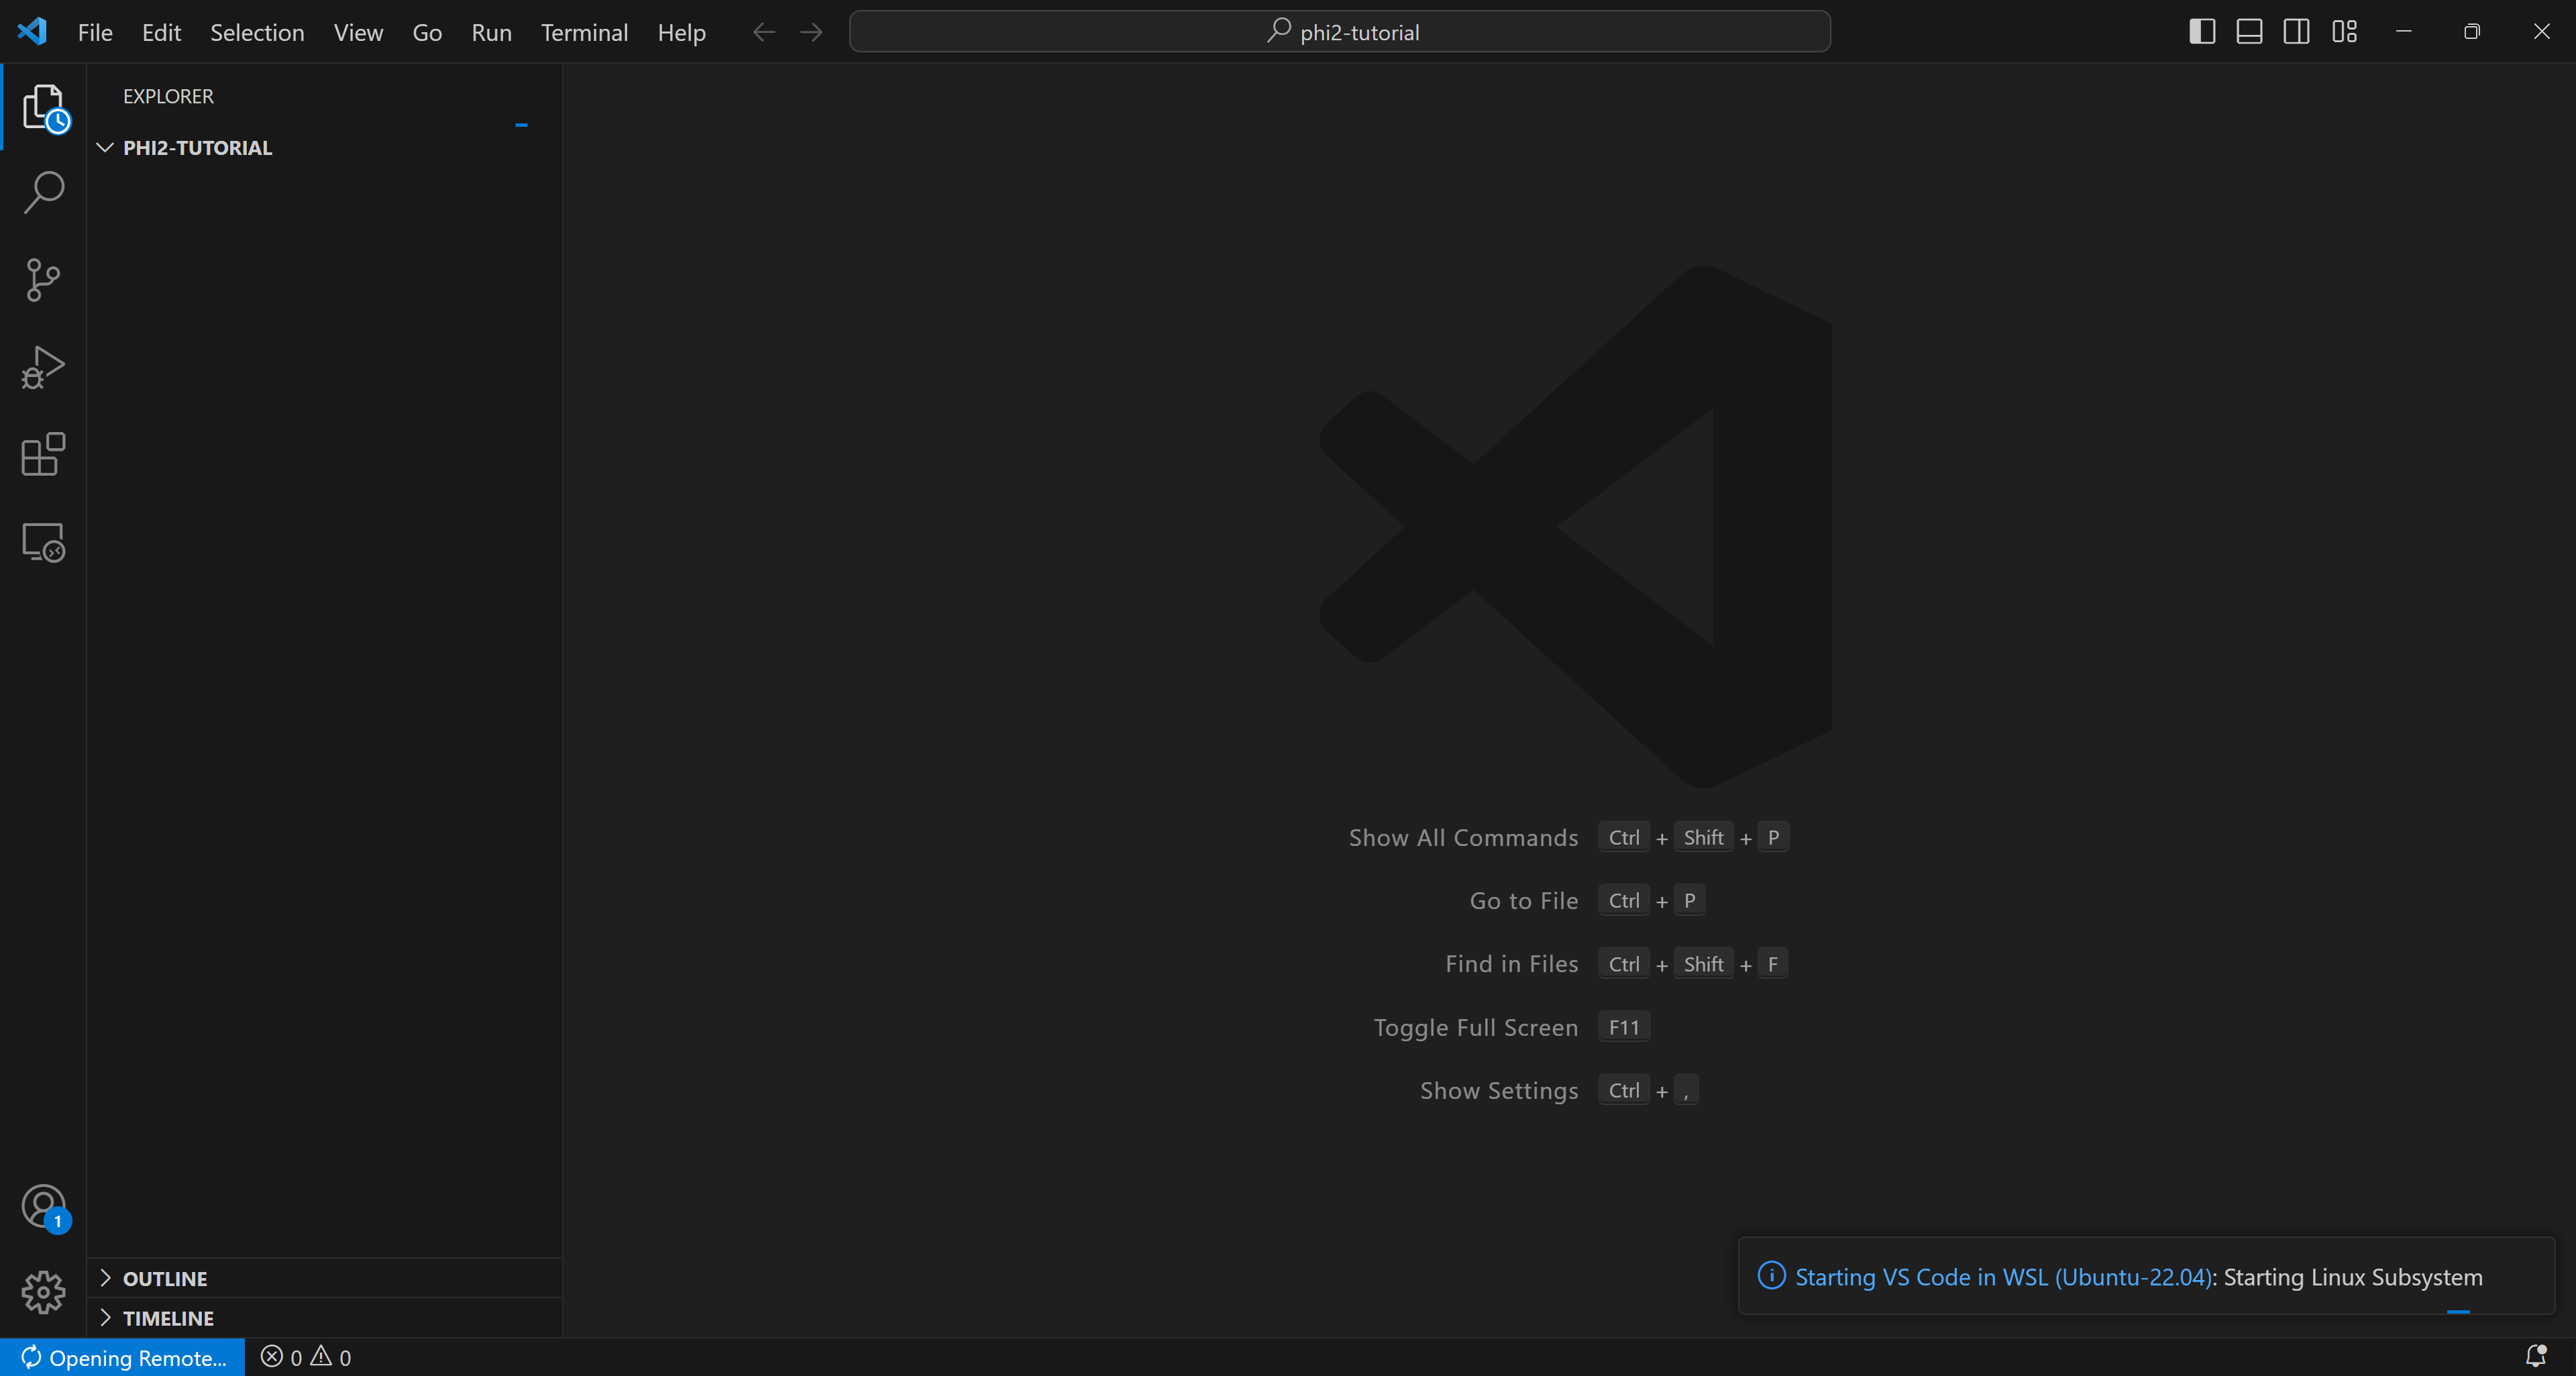 File Edit Selection View Go Run Terminal Help
phi2-tutorial
EXPLORER
PHI2-TUTORIAL
Show All Commands Ctrl + Shift + P
Go to File Ctrl + P
Find in Files Ctrl + Shift + F
Toggle Full Screen F11
Show Settings Ctrl + ,
1
OUTLINE
TIMELINE
Starting VS Code in WSL (Ubuntu-22.04): Starting Linux Subsystem
Opening Remote... 0 0